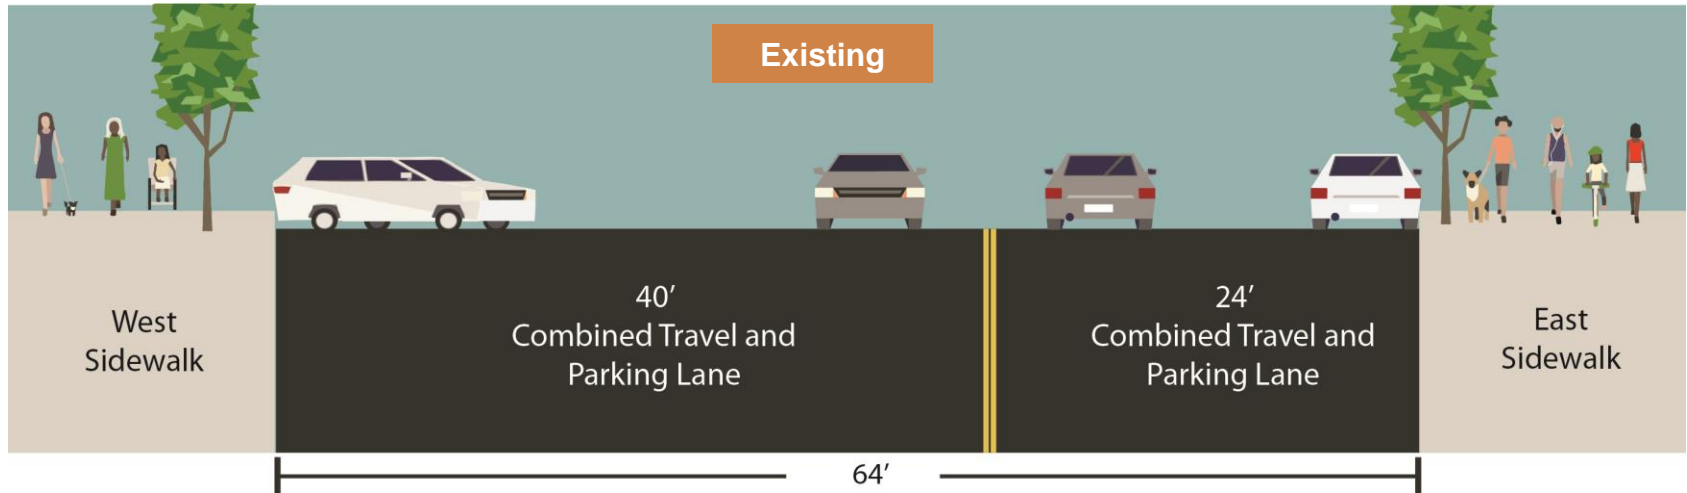 Existing
West
Sidewalk
40’
Combined Travel and
Parking Lane
24’
Combined Travel and
Parking Lane
East
Sidewalk
64’